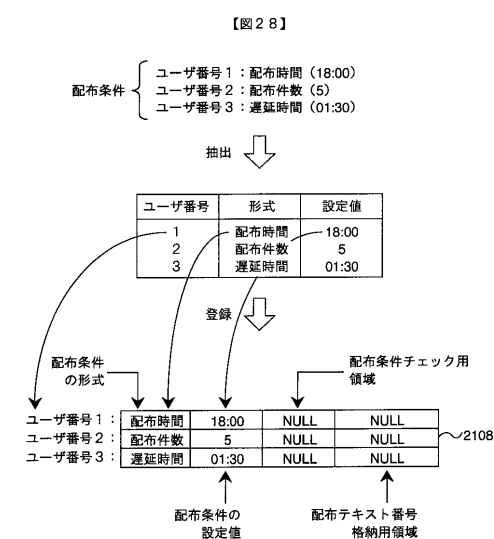 【図28】
ユーザ番号1：配布時間（18:00）
配布条件 ユーザ番号2：配布件数（5）
ユーザ番号3：遅延時間（01:30）
抽出
ユーザ番号 形式 設定値
1 配布時間 18:00
2 配布件数 5
3 遅延時間 01:30
登録
配布条件
の形式
配布条件チェック用
領域
ユーザ番号1： 配布時間 18:00 NULL NULL
ユーザ番号2： 配布件数 5 NULL NULL 2108
ユーザ番号3： 遅延時間 01:30 NULL NULL
配布条件の
設定値
配布テキスト番号
格納用領域